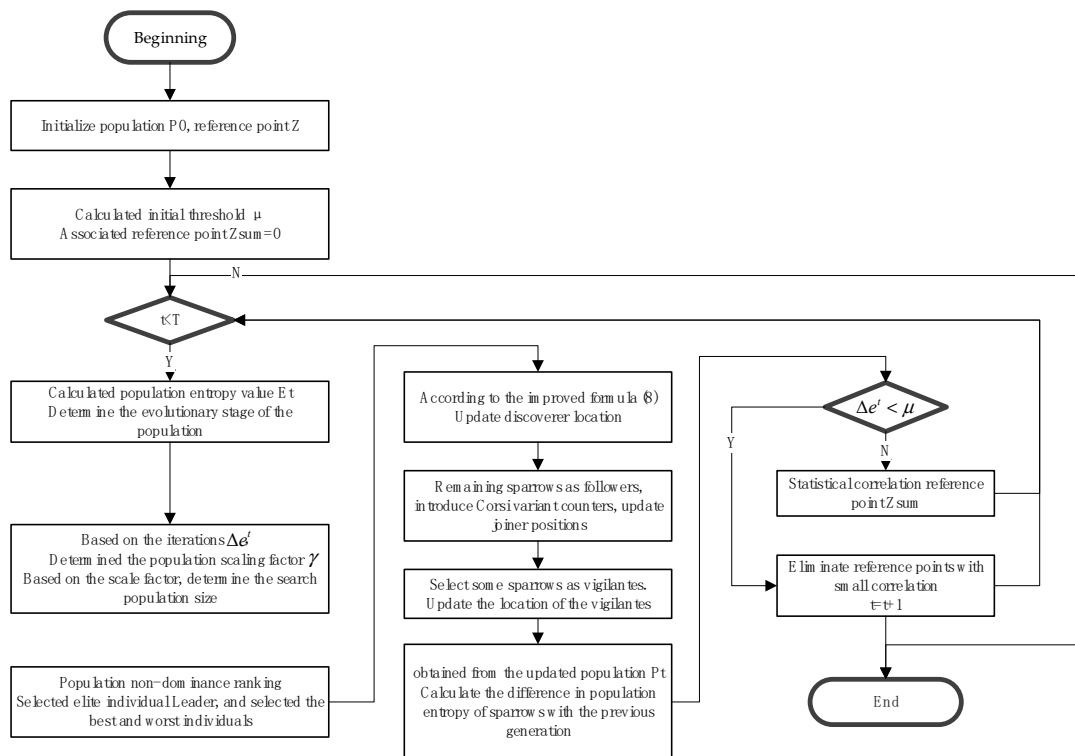 Beginning
Initialize population P0, reference point Z
Calculated initial threshold μ
Associated reference point Zsum=0
N
t<T
Y
Calculated population entropy value Et
Determine the evolutionary stage of the
population
Based on the iterations Δeᵗ
Determined the population scaling factor γ
Based on the scale factor, determine the search
population size
Population non-dominance ranking
Selected elite individual Leader, and selected the
best and worst individuals
According to the improved formula (8)
Update discoverer location
Remaining sparrows as followers,
introduce Corsivariant counters, update
joiner positions
Select some sparrows as vigilantes.
Update the location of the vigilantes
obtained from the updated population Pt
Calculate the difference in population
entropy of sparrows with the previous
generation
Δeᵗ < μ
Y
N
Statistical correlation reference
point Zsum
Eliminate reference points with
small correlation
t=t+1
End